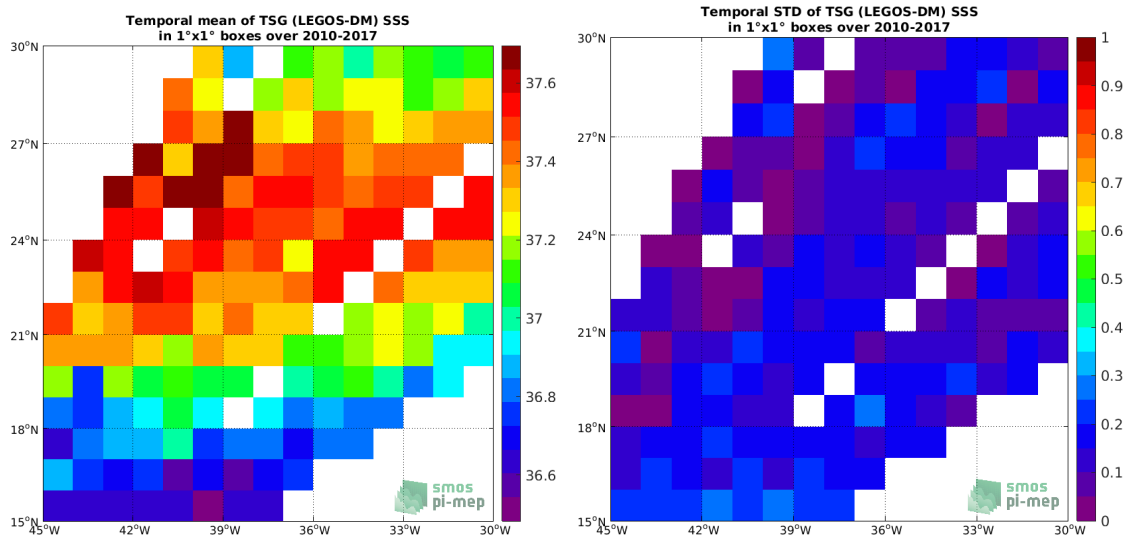 Temporal mean of TSG (LEGOS-DM) SSS
in 1°x1° boxes over 2010-2017
30°N
27°N
24°N
21°N
18°N
15°N
45°W
42°W
39°W
36°W
33°W
30°W
37.6
37.4
37.2
37
36.8
36.6
smos
pi-mep
Temporal STD of TSG (LEGOS-DM) SSS
in 1°x1° boxes over 2010-2017
30°N
27°N
24°N
21°N
18°N
15°N
45°W
42°W
39°W
36°W
33°W
30°W
1
0.9
0.8
0.7
0.6
0.5
0.4
0.3
0.2
0.1
0
smos
pi-mep